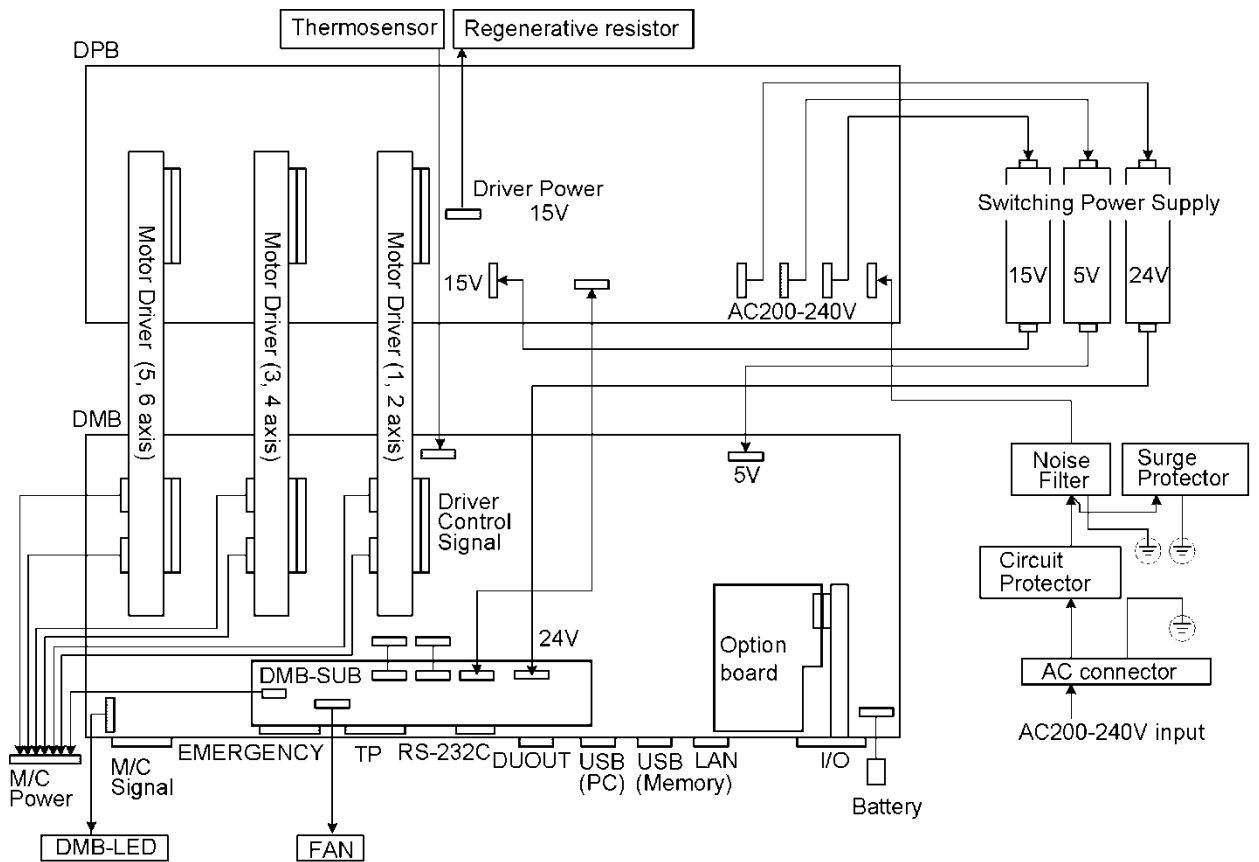 Thermosensor
Regenerative resistor
DPB
Driver Power
15V
Switching Power Supply
15V
AC200-240V
15V
5V
24V
Motor Driver (5, 6 axis)
Motor Driver (3, 4 axis)
Motor Driver (1, 2 axis)
DMB
5V
Driver
Control
Signal
Noise
Filter
Surge
Protector
Circuit
Protector
24V
Option
board
DMB-SUB
AC connector
AC200-240V input
EMERGENCY
TP
RS-232C
DUOUT
USB
(PC)
USB
(Memory)
LAN
I/O
M/C
Power
M/C
Signal
Battery
DMB-LED
FAN